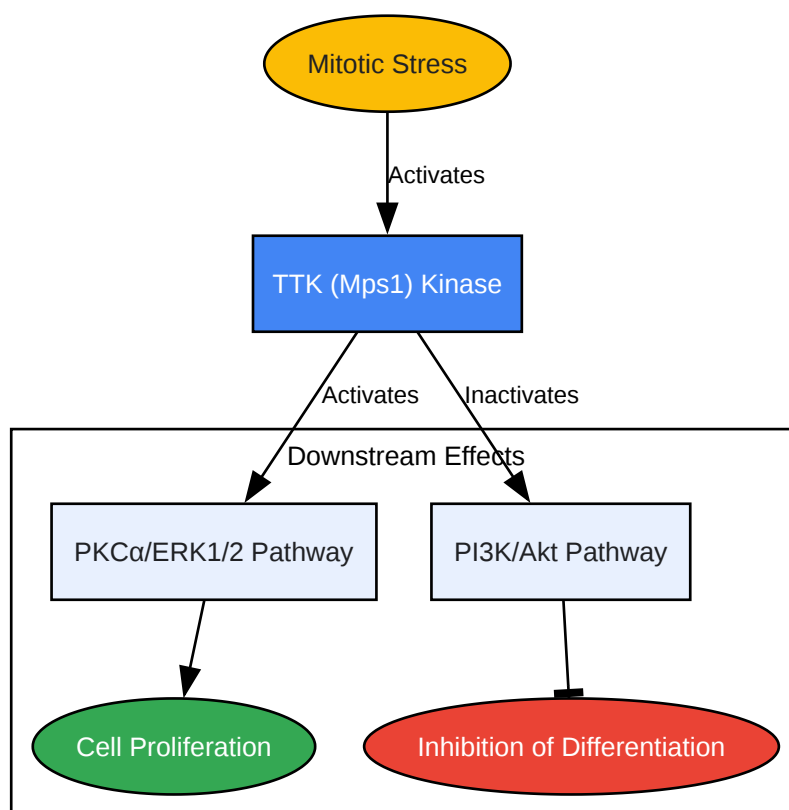 Mitotic Stress
Activates
TTK (Mps1) Kinase
Activates
Inactivates
Downstream Effects
PKCα/ERK1/2 Pathway
PI3K/Akt Pathway
Cell Proliferation
Inhibition of Differentiation